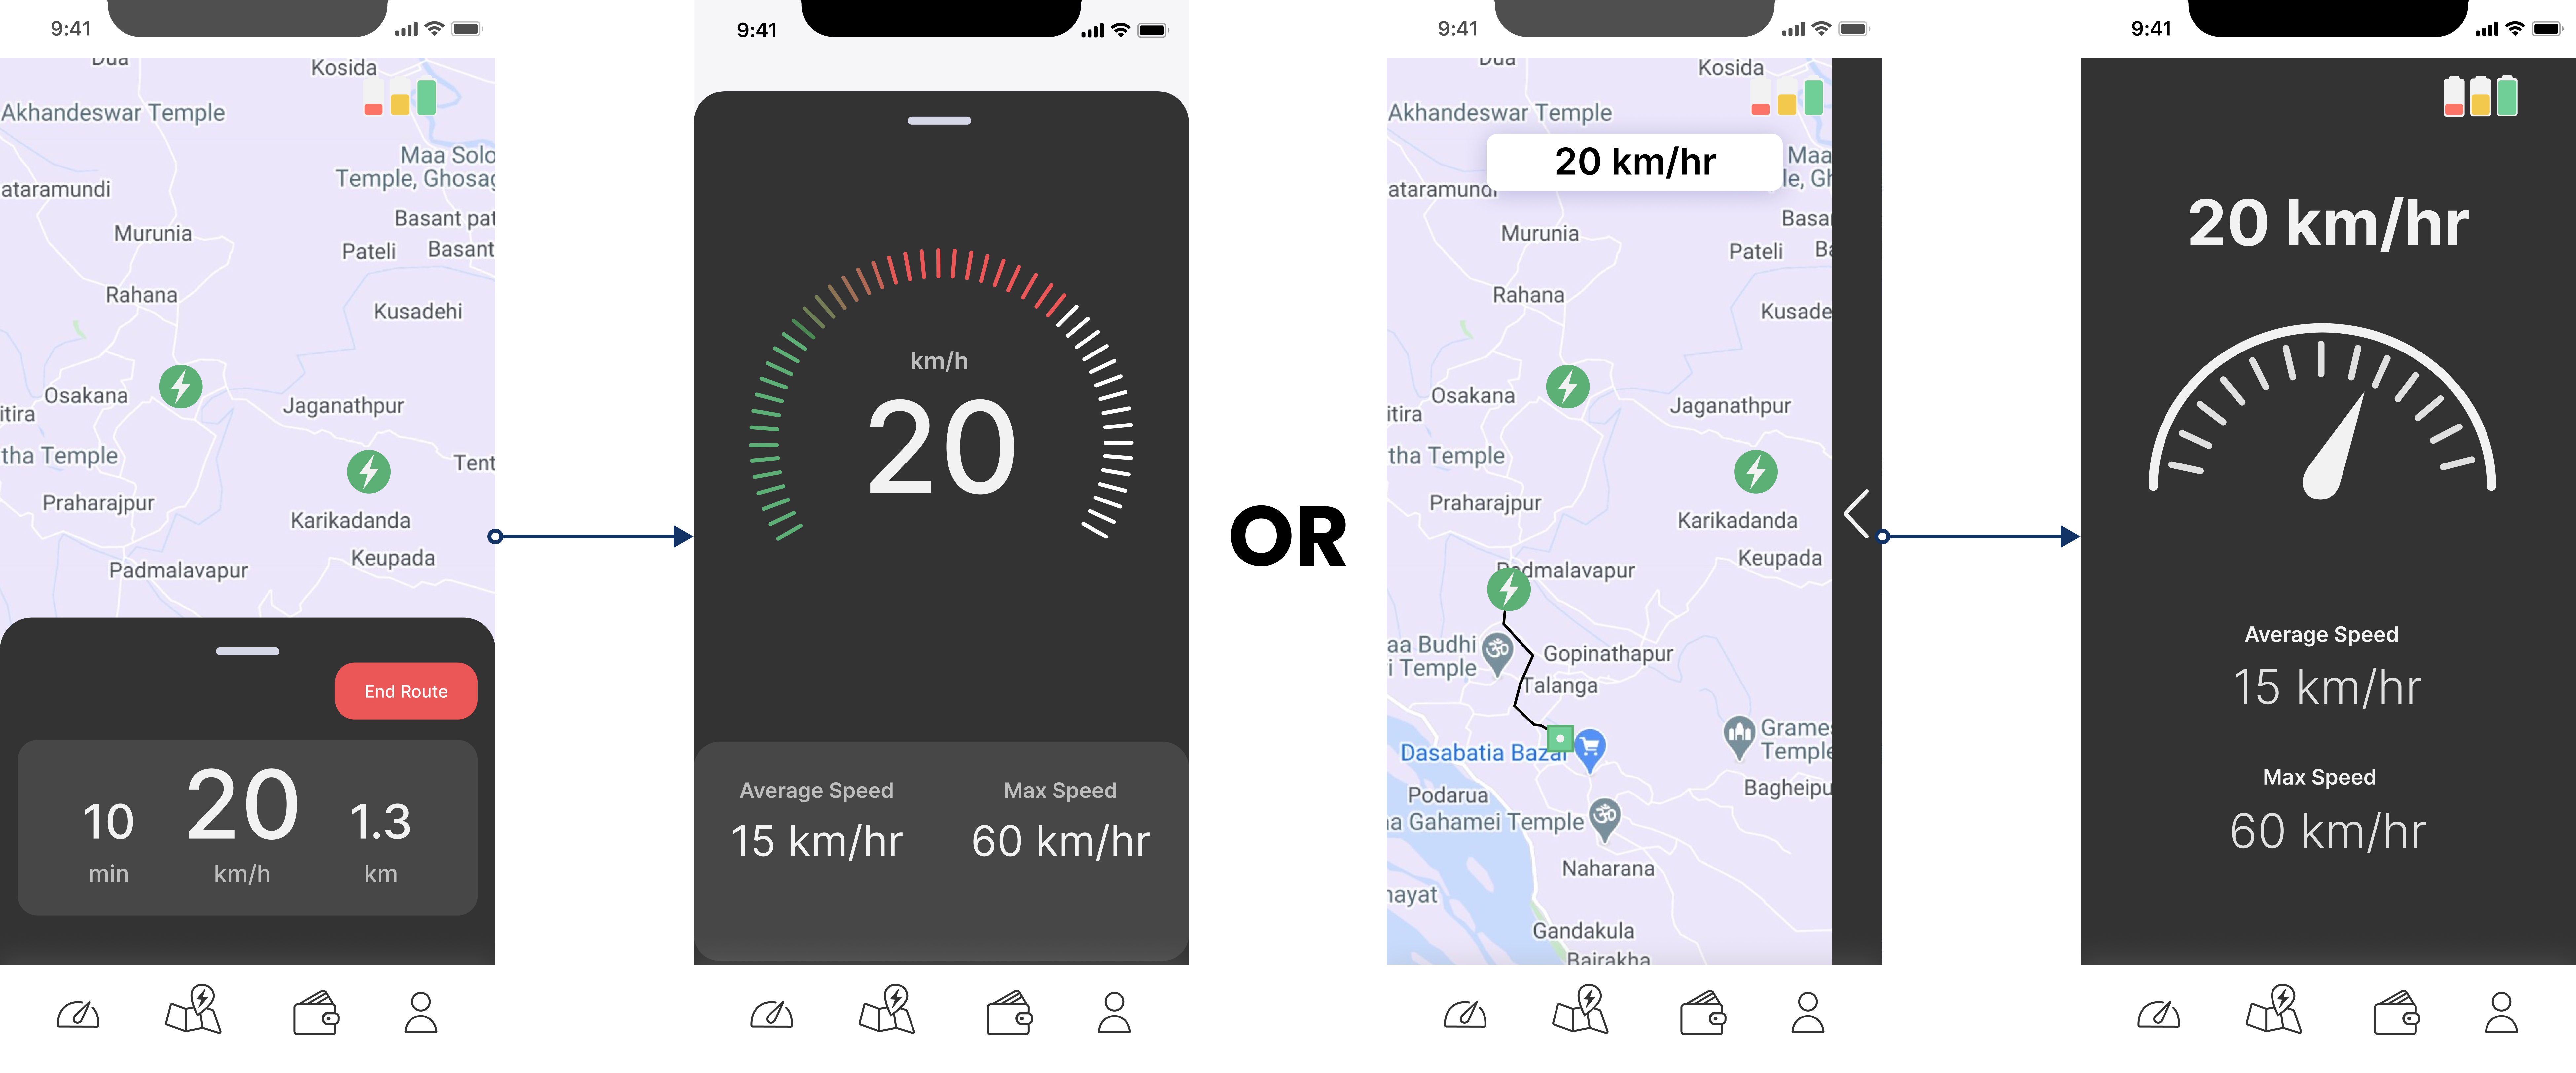 9:41
Dua
Kosida
Akhandeswar Temple
Maa Solo
Temple, Ghosag
ataramundi
Basant pat
Murunia
Pateli
Basant
Rahana
Kusadehi
Osakana
itira
Jaganathpur
tha Temple
Tent
Praharajpur
Karikadanda
Keupada
Padmalavapur
End Route
10
20
1.3
min
km/h
km
9:41
km/h
20
Average Speed
Max Speed
15 km/hr
60 km/hr
OR
9:41
Dua
Kosida
Akhandeswar Temple
20 km/hr
Maa
le, Gh
ataramundi
Basa
Murunia
Pateli
Ba
Rahana
Kusade
Osakana
itira
Jaganathpur
tha Temple
Praharajpur
Karikadanda
Keupada
Padmalavapur
aa Budhi
i Temple
Gopinathapur
Talanga
Dasabatia Bazar
Grames
Temple
Podarua
Bagheipu
a Gahamei Temple
Naharana
nayat
Gandakula
Bairakha
9:41
20 km/hr
Average Speed
15 km/hr
Max Speed
60 km/hr